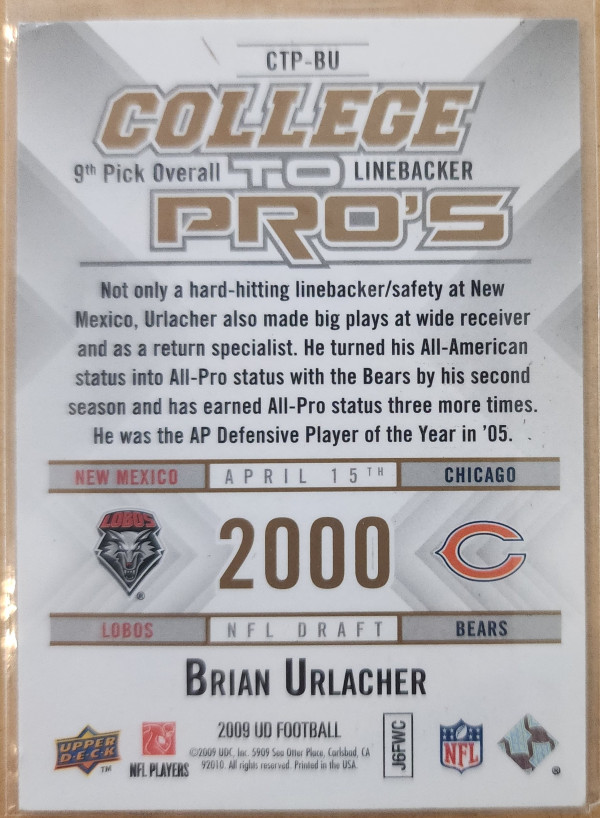 CTP-BU
COLLEGE
9th Pick Overall TO LINEBACKER
PRO'S
Not only a hard-hitting linebacker/safety at New
Mexico, Urlacher also made big plays at wide receiver
and as a return specialist. He turned his All-American
status into All-Pro status with the Bears by his second
season and has earned All-Pro status three more times.
He was the AP Defensive Player of the Year in '05.
NEW MEXICO APRIL 15TH CHICAGO
LOBOS
®
2000
C
LOBOS NFL DRAFT BEARS
BRIAN URLACHER
UPPER
DECK
TM
NFL PLAYERS
2009 UD FOOTBALL
©2009 UDC, Inc. 5909 Sea Otter Place, Carlsbad, CA
92010. All rights reserved. Printed in the USA.
J6FWC
NFL
®